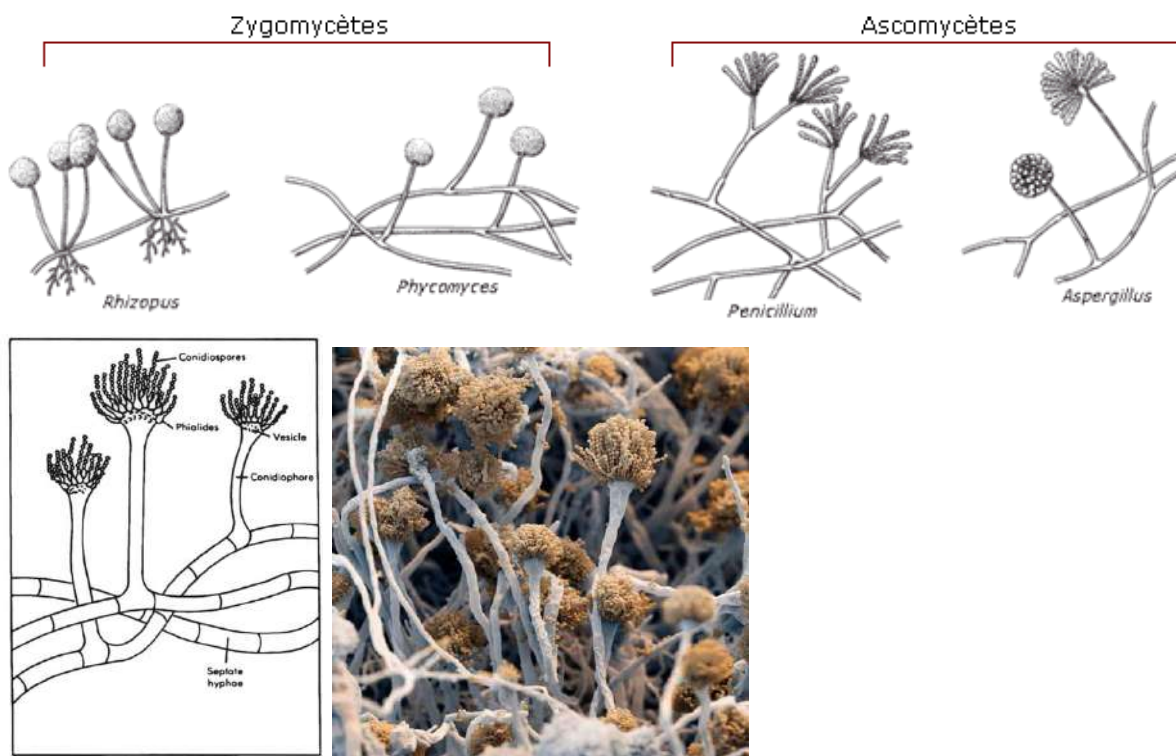 Zygomycètes
Ascomycètes
Rhizopus
Phycomyces
Penicillium
Aspergillus
Conidiospores
Phialides
Vesicle
Conidiophore
Septate
hyphae